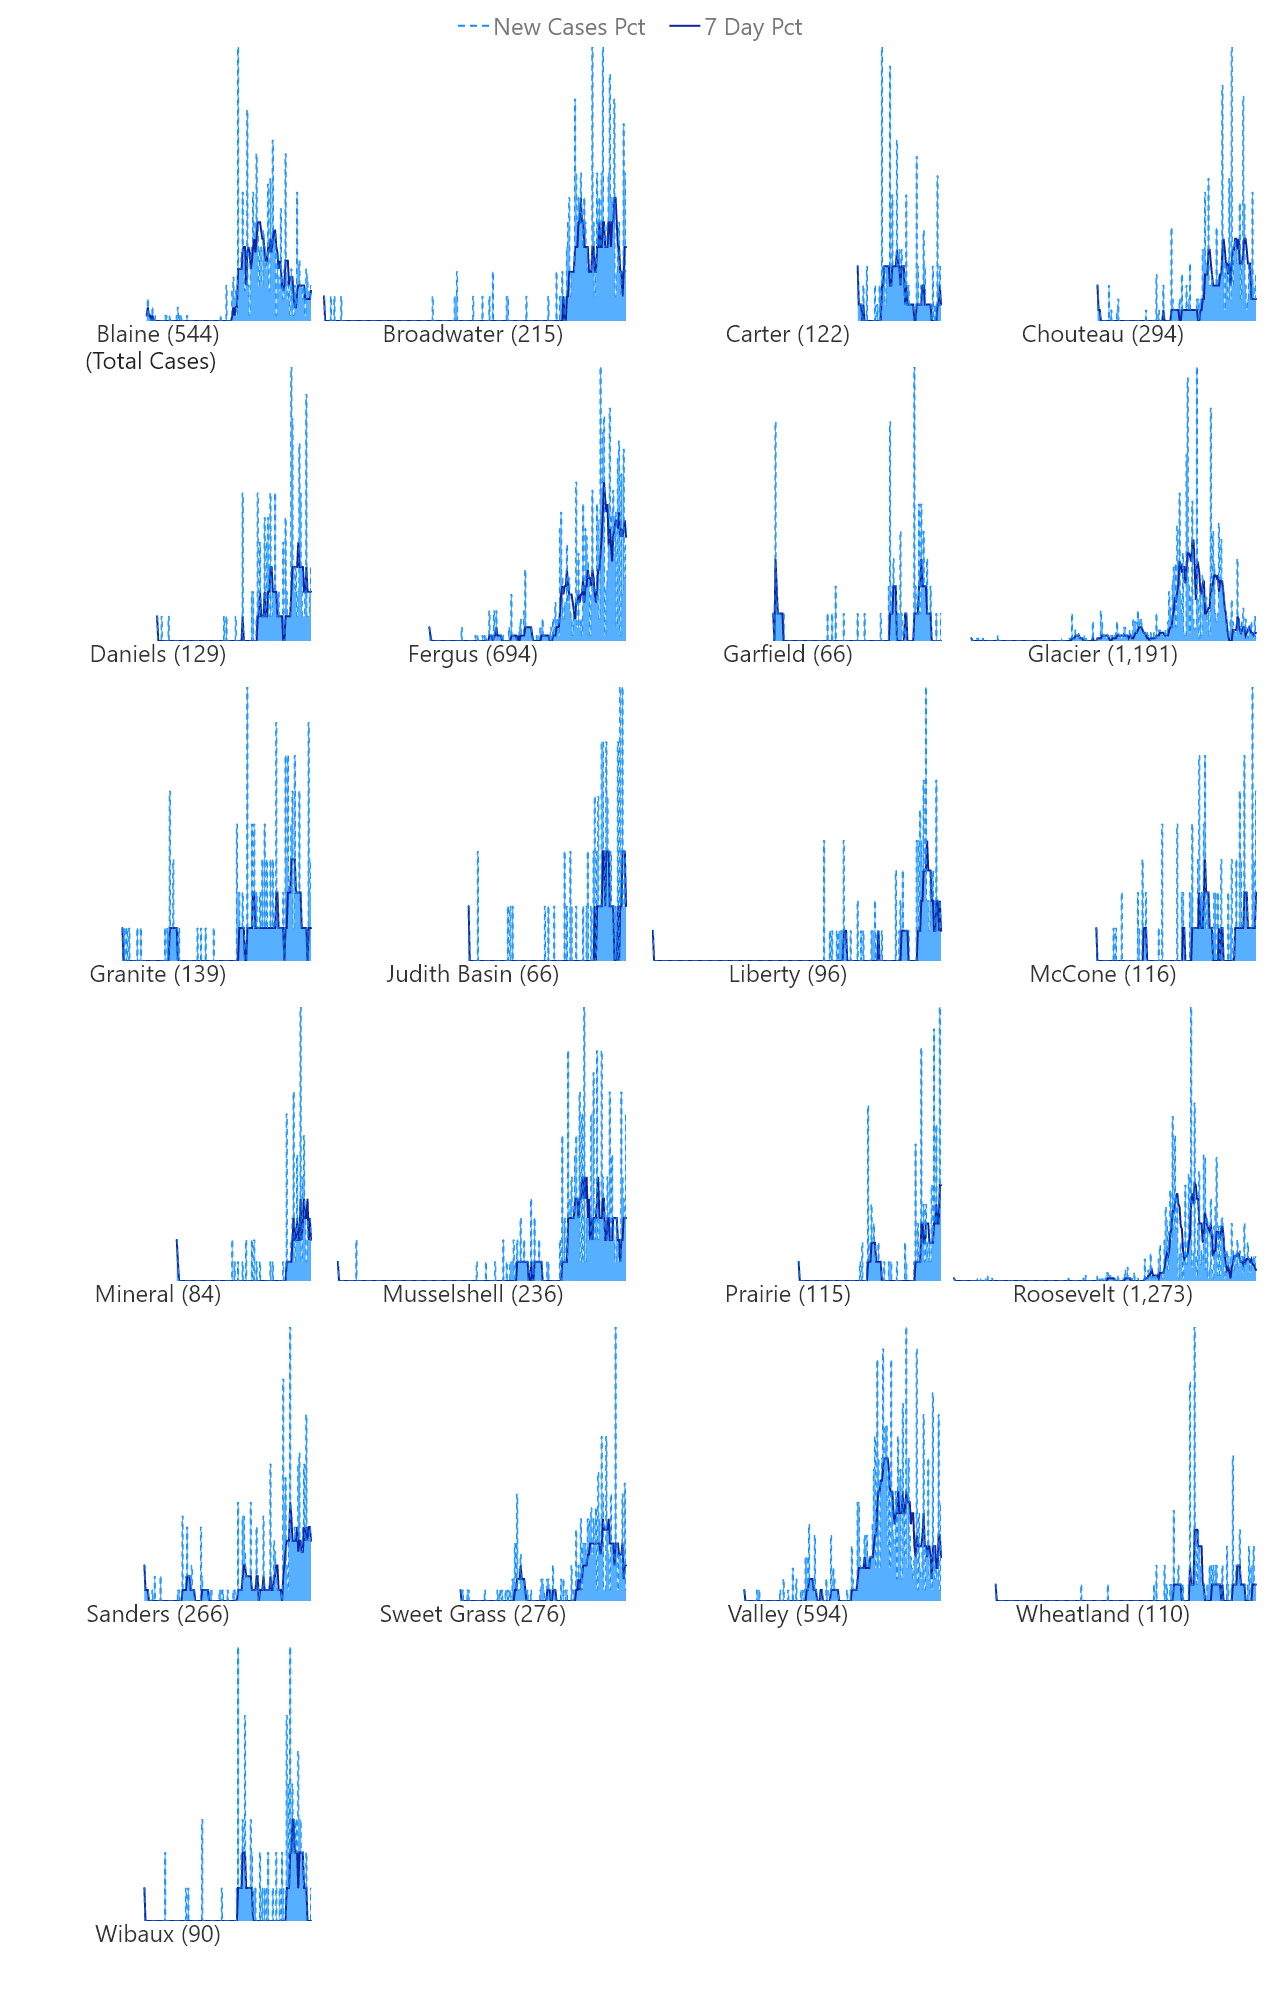 New Cases Pct 7 Day Pct
Blaine (544) Broadwater (215) Carter (122) Chouteau (294)
(Total Cases)
Daniels (129) Fergus (694) Garfield (66) Glacier (1,191)
Granite (139) Judith Basin (66) Liberty (96) McCone (116)
Mineral (84) Musselshell (236) Prairie (115) Roosevelt (1,273)
Sanders (266) Sweet Grass (276) Valley (594) Wheatland (110)
Wibaux (90)